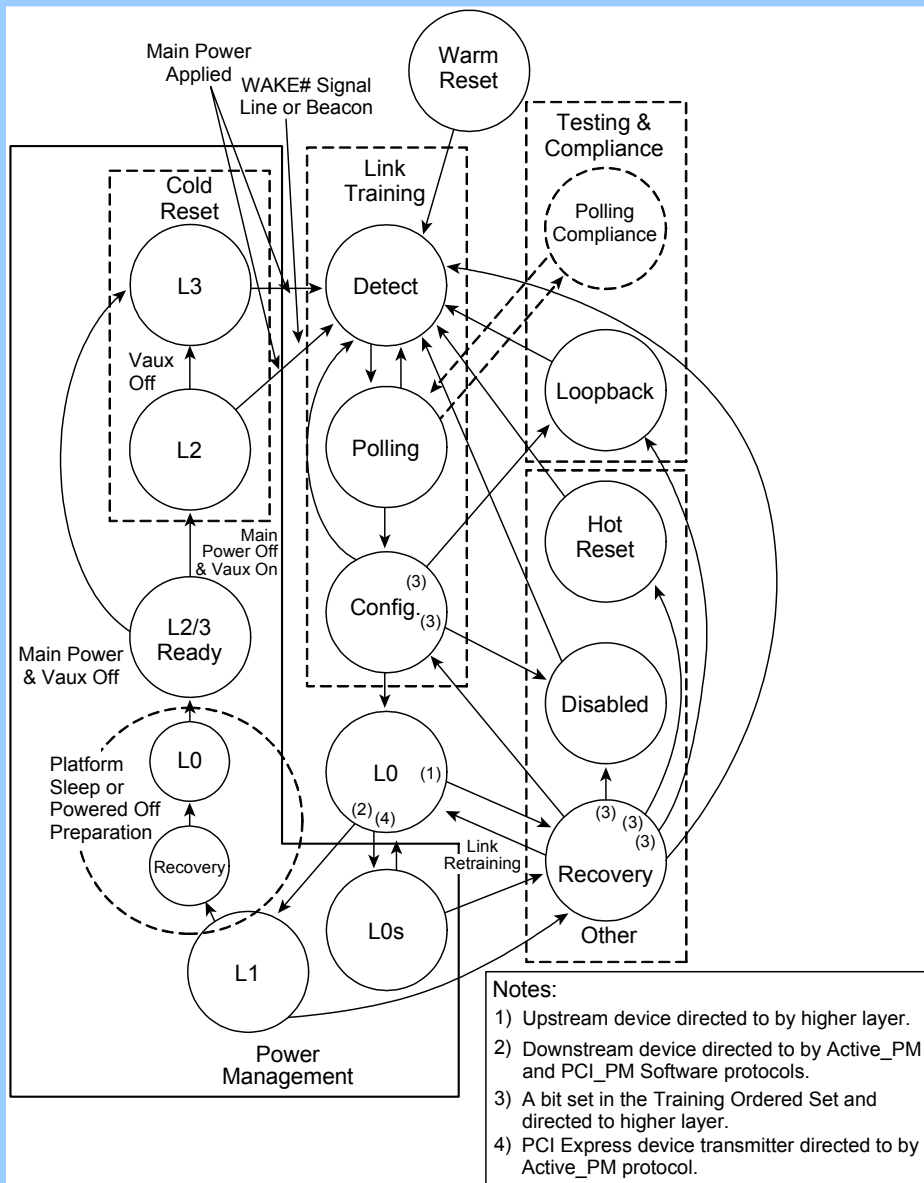 Main Power
Applied
WAKE# Signal
Line or Beacon
Warm
Reset
Testing &
Compliance
Polling
Compliance
Link
Training
Cold
Reset
L3
Detect
Vaux
Off
Loopback
L2
Polling
Main
Power Off
& Vaux On
Hot
Reset
(3)
Config.
(3)
L2/3
Ready
Main Power
& Vaux Off
Disabled
L0
Platform
Sleep or
Powered Off
Preparation
L0
(1)
(2)
(4)
Link
Retraining
(3)
(3)
(3)
Recovery
Recovery
L0s
Other
L1
Power
Management
Notes:
1) Upstream device directed to by higher layer.
2) Downstream device directed to by Active_PM
and PCI_PM Software protocols.
3) A bit set in the Training Ordered Set and
directed to higher layer.
4) PCI Express device transmitter directed to by
Active_PM protocol.